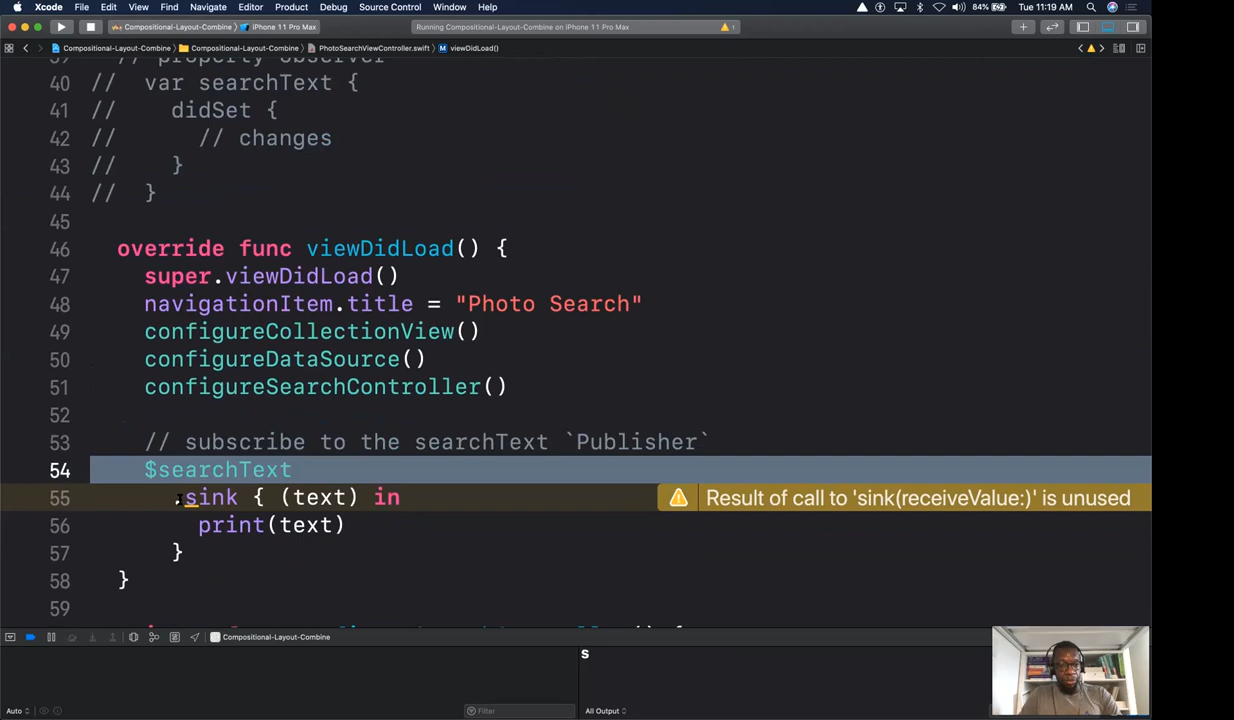 Xcode File Edit View Find Navigate Editor Product Debug Source Control Window Help 84% Tue 11:19 AM
Compositional-Layout-Combine iPhone 11 Pro Max Running Compositional-Layout-Combine on iPhone 11 Pro Max 1
Compositional-Layout-Combine Compositional-Layout-Combine PhotoSearchViewController.swift M viewDidLoad()
39 // property observer
40 // var searchText {
41 // didSet {
42 // // changes
43 // }
44 // }
45
46 override func viewDidLoad() {
47 super.viewDidLoad()
48 navigationItem.title = "Photo Search"
49 configureCollectionView()
50 configureDataSource()
51 configureSearchController()
52
53 // subscribe to the searchText `Publisher`
54 $searchText
55 .sink { (text) in Result of call to 'sink(receiveValue:)' is unused
56 print(text)
57 }
58 }
59
Compositional-Layout-Combine
s
Auto Filter All Output